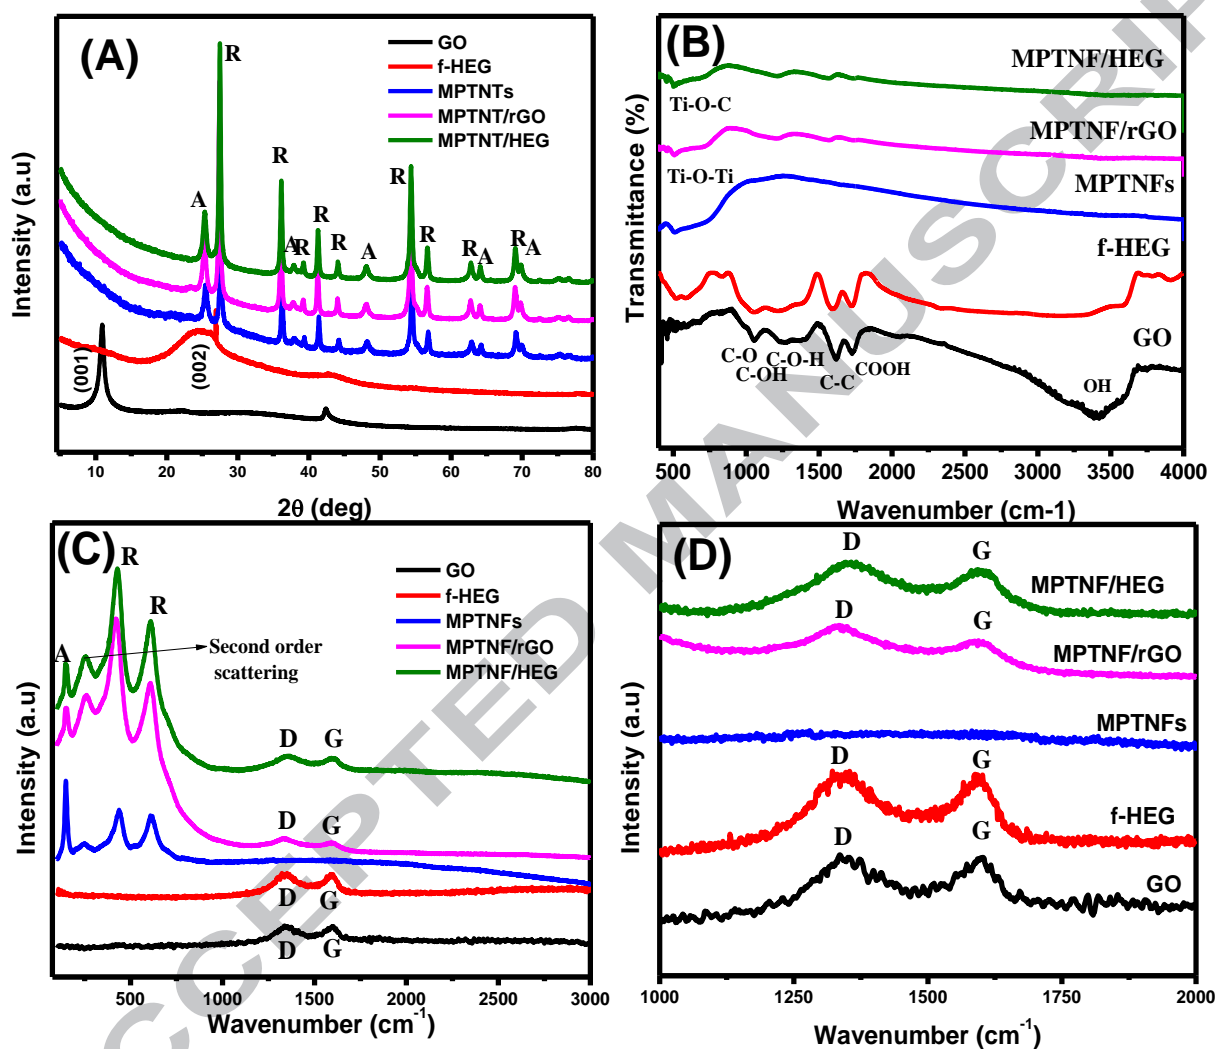 (A)
GO
f-HEG
MPTNTs
MPTNT/rGO
MPTNT/HEG
R
A
R
A
R
R
R
A
R
R
R
A
R
A
(001)
(002)
Intensity (a.u)
10 20 30 40 50 60 70 80
2θ (deg)
(B)
MPTNF/HEG
Ti-O-C
MPTNF/rGO
Ti-O-Ti
MPTNFs
f-HEG
GO
C-O
C-OH
C-O-H
C-C
COOH
OH
Transmittance (%)
500 1000 1500 2000 2500 3000 3500 4000
Wavenumber (cm-1)
(C)
R
R
A
Second order
scattering
GO
f-HEG
MPTNFs
MPTNF/rGO
MPTNF/HEG
D G
D G
D G
D G
Intensity (a.u)
500 1000 1500 2000 2500 3000
Wavenumber (cm-1)
(D)
D G
MPTNF/HEG
D G
MPTNF/rGO
MPTNFs
D G
f-HEG
D G
GO
Intensity (a.u)
1000 1250 1500 1750 2000
Wavenumber (cm-1)
CCEPTED MANUSCRIP